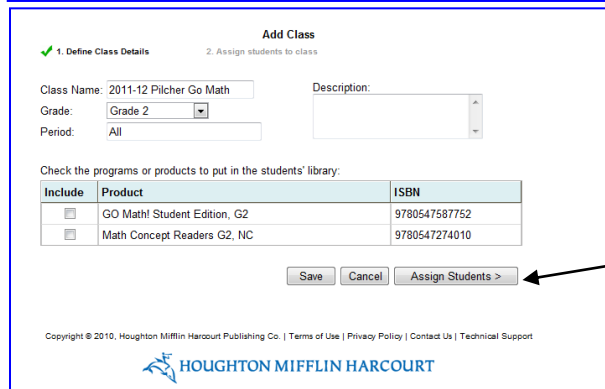 Add Class
1. Define Class Details 2. Assign students to class
Class Name: 2011-12 Pilcher Go Math Description:
Grade: Grade 2
Period: All
Check the programs or products to put in the students' library:
Include Product ISBN
GO Math! Student Edition, G2 9780547587752
Math Concept Readers G2, NC 9780547274010
Save Cancel Assign Students >
Copyright © 2010, Houghton Mifflin Harcourt Publishing Co. | Terms of Use | Privacy Policy | Contact Us | Technical Support
HOUGHTON MIFFLIN HARCOURT